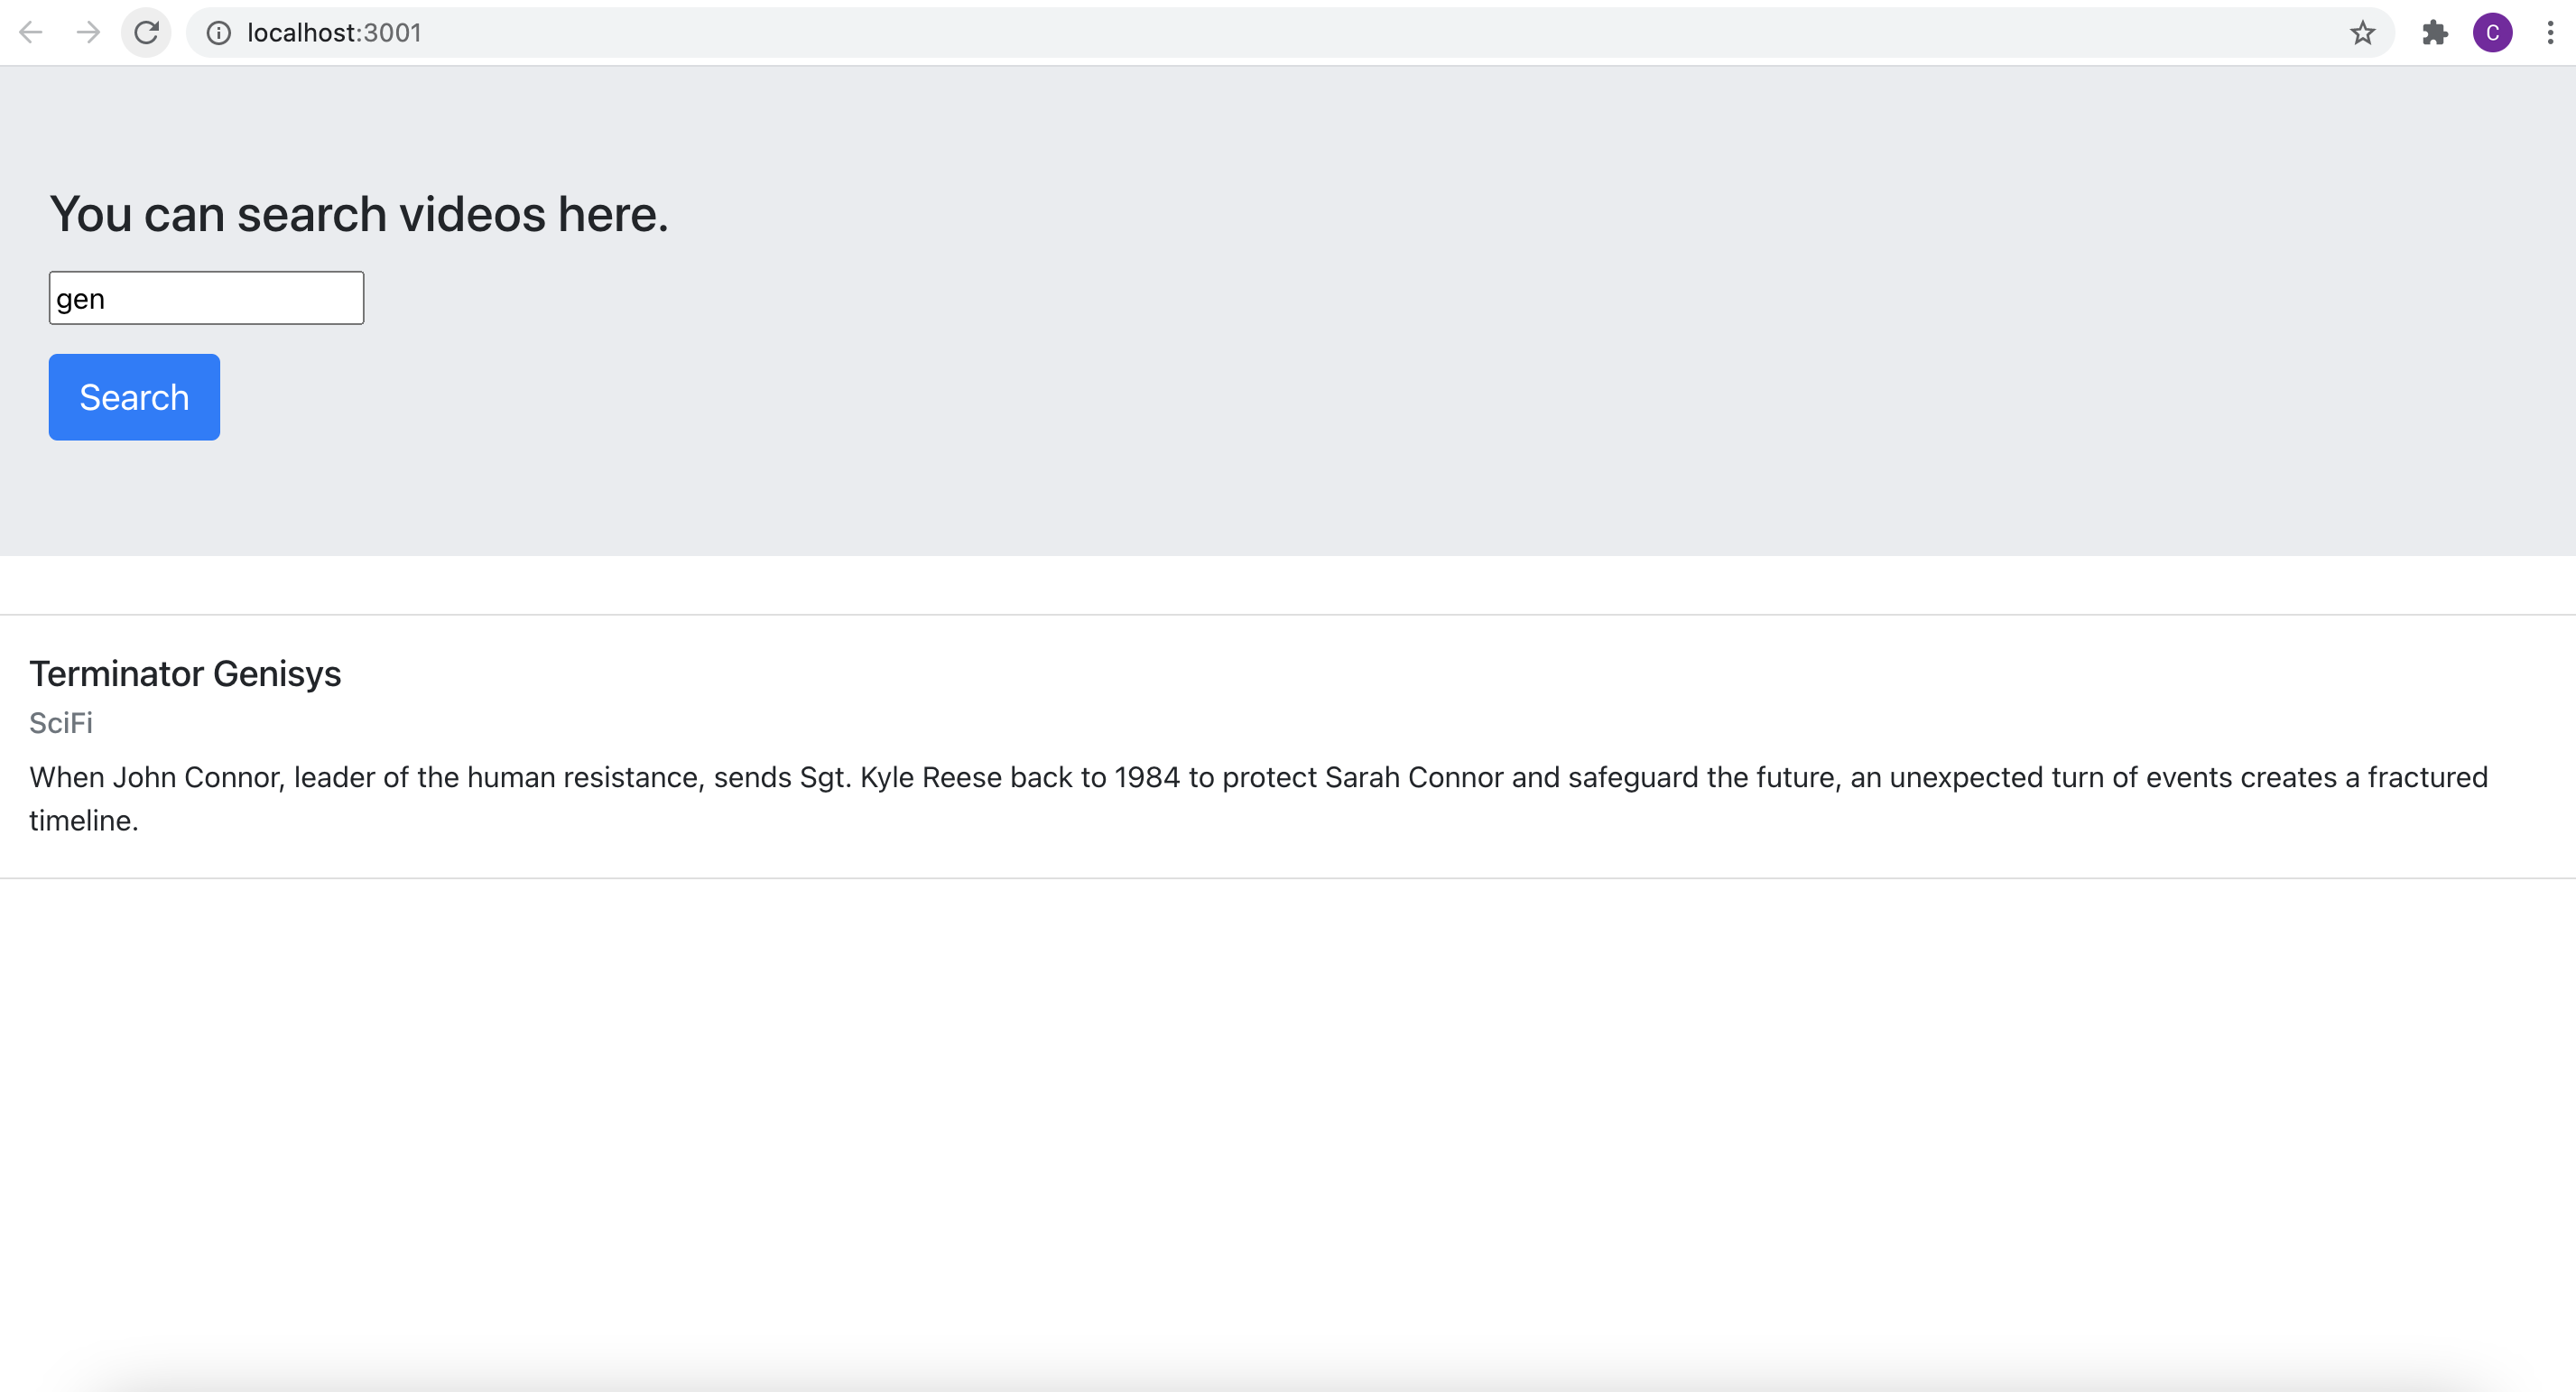 localhost:3001
C
You can search videos here.
gen
Search
Terminator Genisys
SciFi
When John Connor, leader of the human resistance, sends Sgt. Kyle Reese back to 1984 to protect Sarah Connor and safeguard the future, an unexpected turn of events creates a fractured
timeline.